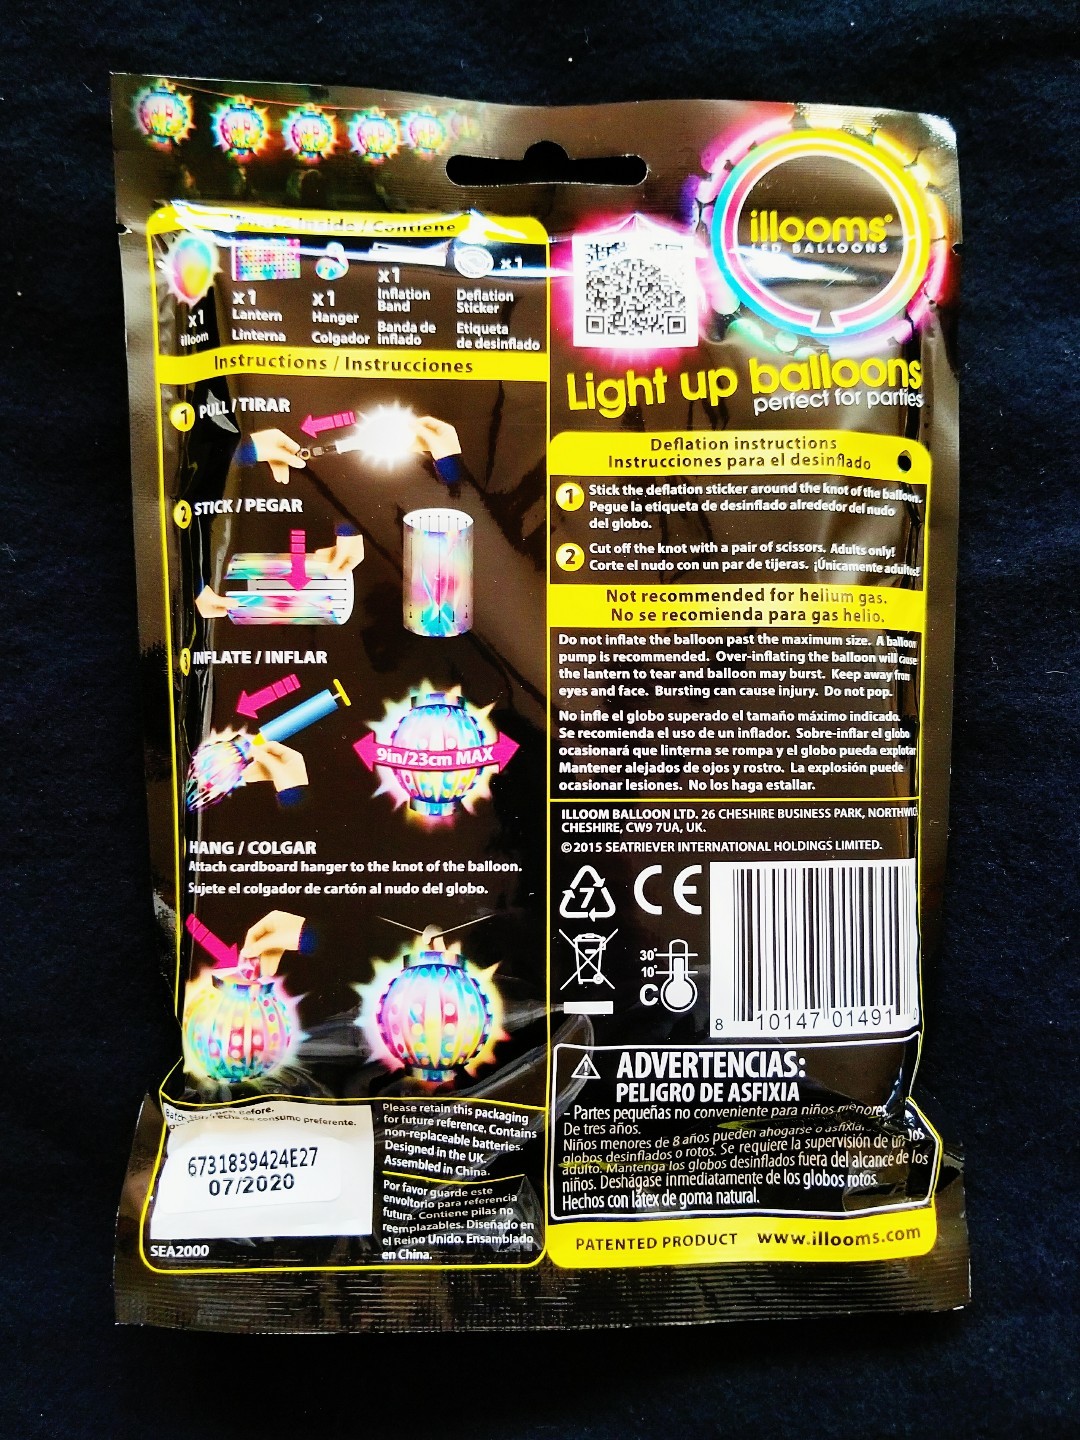 Inside / Contiene
x1
illoom
x1
Lantern
Linterna
x1
Hanger
Colgador
x1
Inflation
Band
Banda de
inflado
x1
Deflation
Sticker
Etiqueta
de desinflado
Instructions / Instrucciones
1 PULL / TIRAR
2 STICK / PEGAR
3 INFLATE / INFLAR
9in/23cm MAX
HANG / COLGAR
Attach cardboard hanger to the knot of the balloon.
Sujete el colgador de cartón al nudo del globo.
before.
Fecha de consumo preferente.
6731839424E27
07/2020
SEA2000
Please retain this packaging
for future reference. Contains
non-replaceable batteries.
Designed in the UK.
Assembled in China.
Por favor guarde este
envoltorio para referencia
futura. Contiene pilas no
reemplazables. Diseñado en
el Reino Unido. Ensamblado
en China.
illooms®
LED BALLOONS
Light up balloons
perfect for parties
Deflation instructions
Instrucciones para el desinflado
1 Stick the deflation sticker around the knot of the balloon.
Pegue la etiqueta de desinflado alrededor del nudo
del globo.
2 Cut off the knot with a pair of scissors. Adults only!
Corte el nudo con un par de tijeras. ¡Únicamente adultos!
Not recommended for helium gas.
No se recomienda para gas helio.
Do not inflate the balloon past the maximum size. A balloon
pump is recommended. Over-inflating the balloon will cause
the lantern to tear and balloon may burst. Keep away from
eyes and face. Bursting can cause injury. Do not pop.
No infle el globo superado el tamaño máximo indicado.
Se recomienda el uso de un inflador. Sobre-inflar el globo
ocasionará que linterna se rompa y el globo pueda explotar
Mantener alejados de ojos y rostro. La explosión puede
ocasionar lesiones. No los haga estallar.
ILLOOM BALLOON LTD. 26 CHESHIRE BUSINESS PARK, NORTHWIC
CHESHIRE, CW9 7UA, UK.
©2015 SEATRIEVER INTERNATIONAL HOLDINGS LIMITED.
7
CE
30°
10°
C
8 10147 01491
ADVERTENCIAS:
PELIGRO DE ASFIXIA
– Partes pequeñas no conveniente para niños menores
De tres años.
Niños menores de 8 años pueden ahogarse o asfixia
globos desinflados o rotos. Se requiere la supervisión de un
adulto. Mantenga los globos desinflados fuera del alcance de los
niños. Deshágase inmediatamente de los globos rotos.
Hechos con látex de goma natural.
PATENTED PRODUCT www.illooms.com